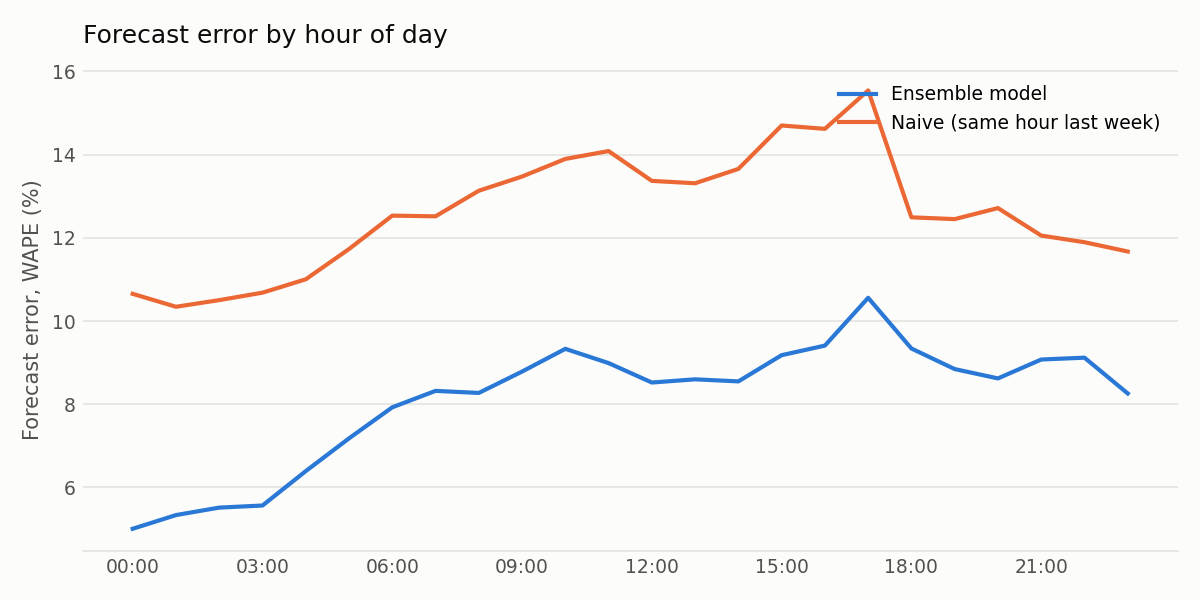 Forecast error by hour of day
Forecast error, WAPE (%)
16
14
12
10
8
6
Ensemble model
Naive (same hour last week)
00:00 03:00 06:00 09:00 12:00 15:00 18:00 21:00